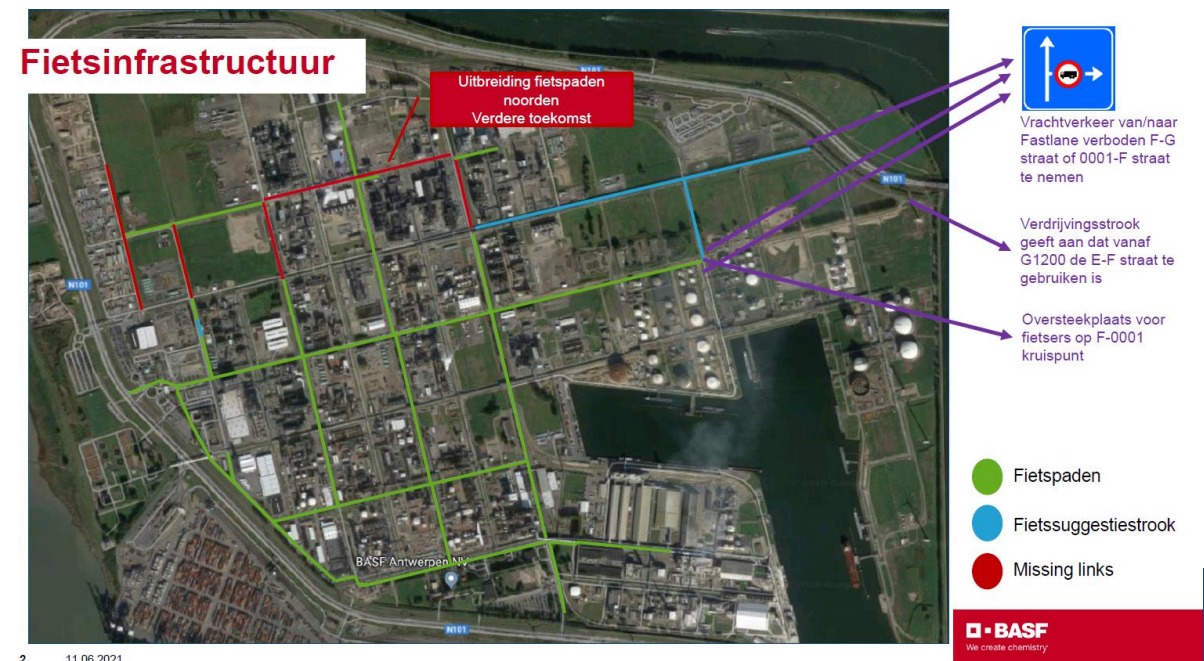 Fietsinfrastructuur
N101
Uitbreiding fietspaden
noorden
Verdere toekomst
N101
N101
BASF Antwerpen NV
N101
Vrachtverkeer van/naar
Fastlane verboden F-G
straat of 0001-F straat
te nemen
Verdrijvingsstrook
geeft aan dat vanaf
G1200 de E-F straat te
gebruiken is
Oversteekplaats voor
fietsers op F-0001
kruispunt
Fietspaden
Fietssuggestiestrook
Missing links
BASF
We create chemistry
2 11.06.2021